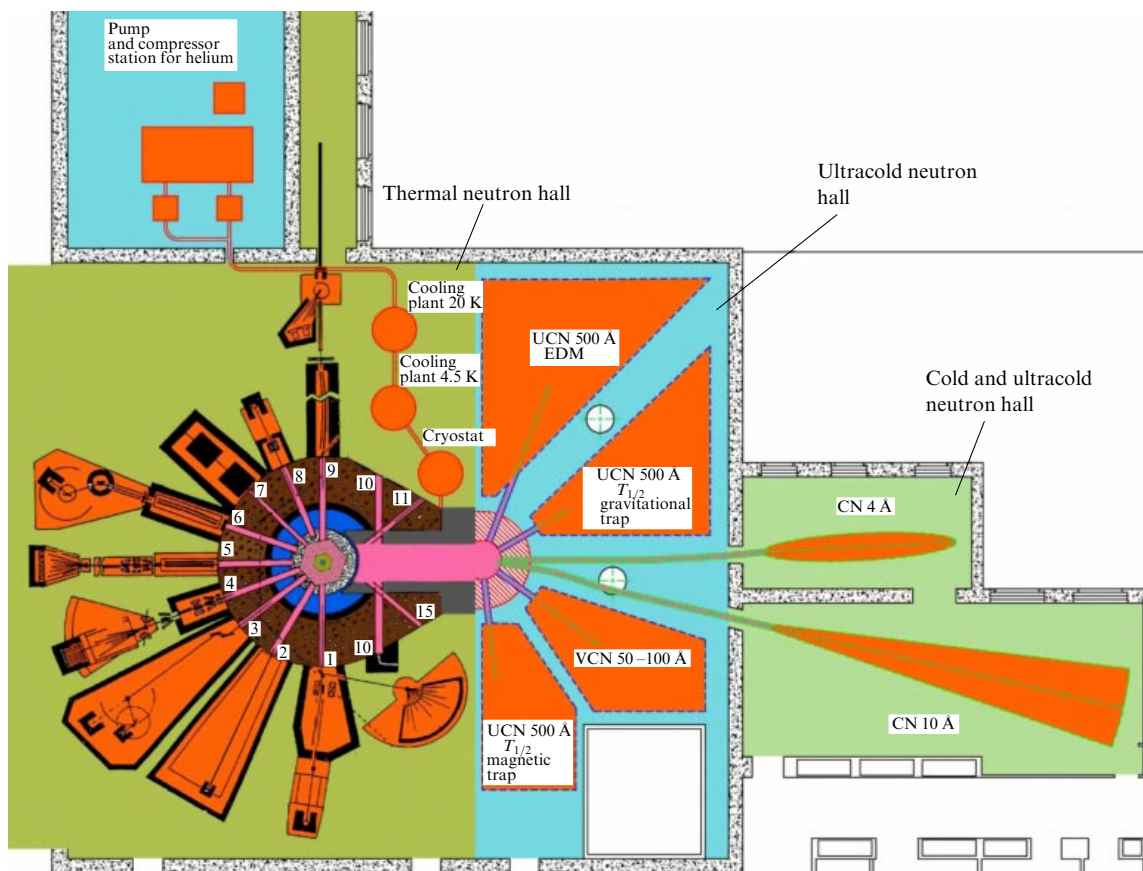 Pump
and compressor
station for helium
Thermal neutron hall
Ultracold neutron
hall
Cooling
plant 20 K
UCN 500 Å
EDM
Cooling
plant 4.5 K
Cold and ultracold
neutron hall
Cryostat
9
8
10
7
11
UCN 500 Å
T1/2
gravitational
trap
CN 4 Å
6
5
4
3
2
1
10
15
VCN 50–100 Å
UCN 500 Å
T1/2
magnetic
trap
CN 10 Å